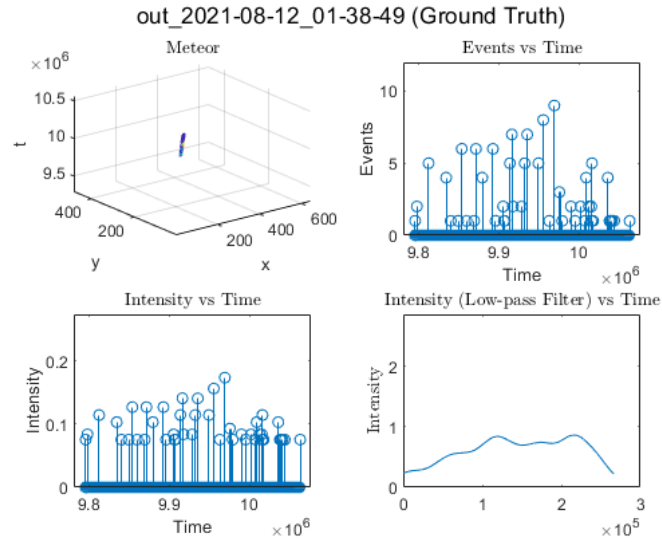 out_2021-08-12_01-38-49 (Ground Truth)
Meteor
×10^6
10.5
10
9.5
t
400
200
y
200
400
600
x
Events vs Time
10
5
0
Events
9.8
9.9
10
Time
×10^6
Intensity vs Time
0.2
0.1
0
Intensity
9.8
9.9
10
Time
×10^6
Intensity (Low-pass Filter) vs Time
2
1
0
Intensity
0
1
2
3
×10^5